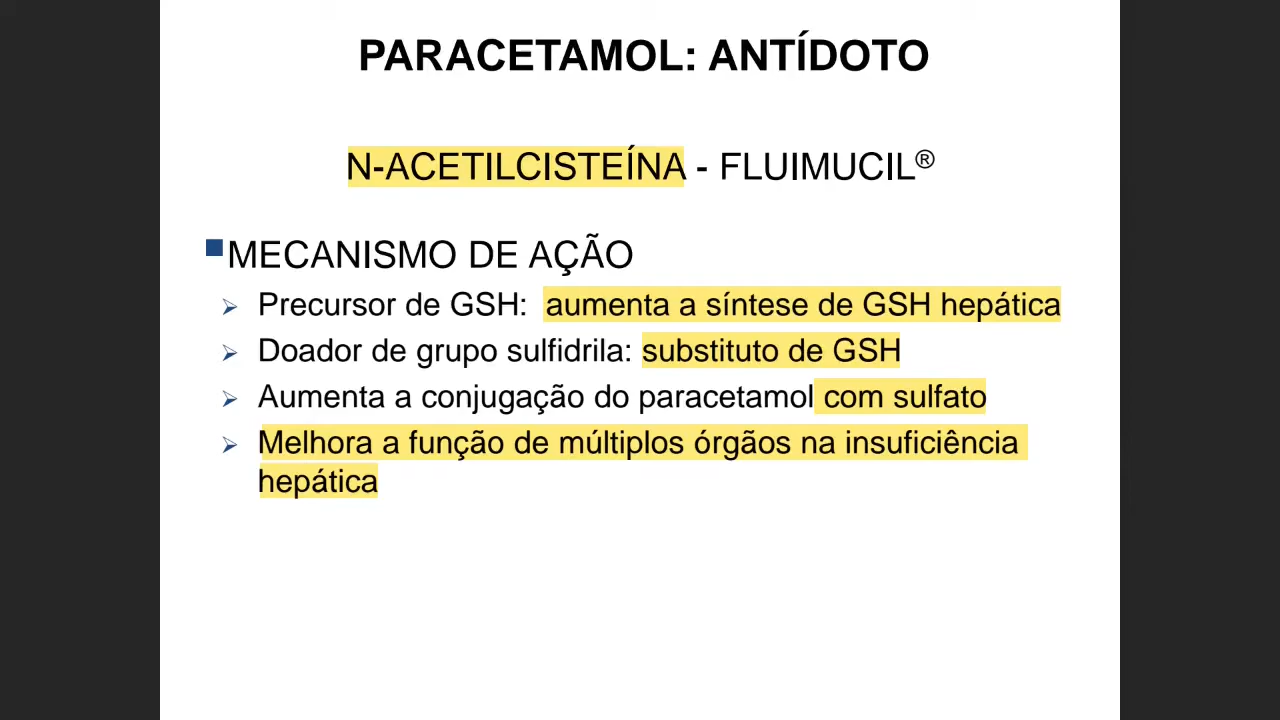 PARACETAMOL: ANTÍDOTO
N-ACETILCISTEÍNA - FLUIMUCIL®
MECANISMO DE AÇÃO
Precursor de GSH: aumenta a síntese de GSH hepática
Doador de grupo sulfidrila: substituto de GSH
Aumenta a conjugação do paracetamol com sulfato
Melhora a função de múltiplos órgãos na insuficiência
hepática